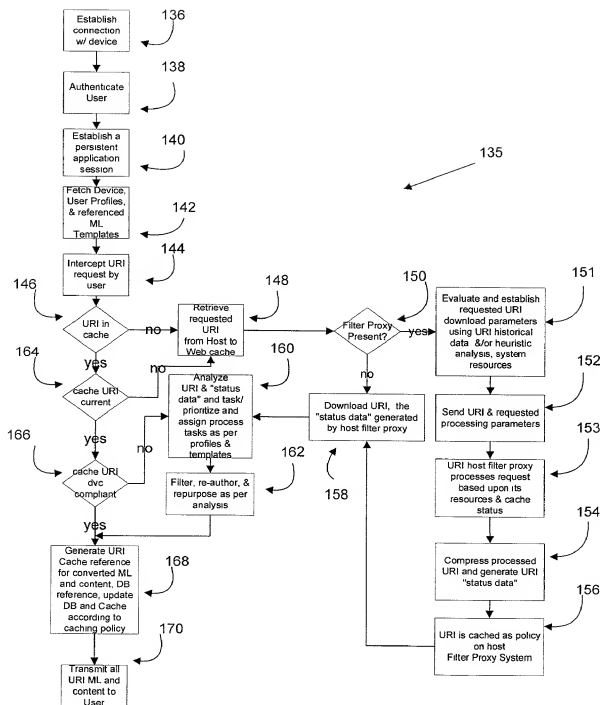 Establish
connection
w/ device
136
Authenticate
User
138
Establish a
persistent
application
session
140
135
Fetch Device,
User Profiles,
& referenced
ML
Templates
142
144
Intercept URI
request by
user
146
URI in
cache
no
yes
148
Retrieve
requested
URI
from Host to
Web cache
150
Filter Proxy
Present?
yes
no
151
Evaluate and establish
requested URI
download parameters
using URI historical
data &/or heuristic
analysis, system
resources
164
cache URI
current
no
yes
160
Analyze
URI & "status
data" and task/
prioritize and
assign process
tasks as per
profiles &
templates
Download URI, the
"status data" generated
by host filter proxy
158
152
Send URI & requested
processing parameters
153
URI host filter proxy
processes request
based upon its
resources & cache
status
166
cache URI
dvc
compliant
no
yes
162
Filter, re-author, &
repurpose as per
analysis
154
Compress processed
URI and generate URI
"status data"
156
URI is cached as policy
on host
Filter Proxy System
168
Generate URI
Cache reference
for converted ML
and content, DB
reference, update
DB and Cache
according to
caching policy
170
Transmit all
URI ML and
content to
User